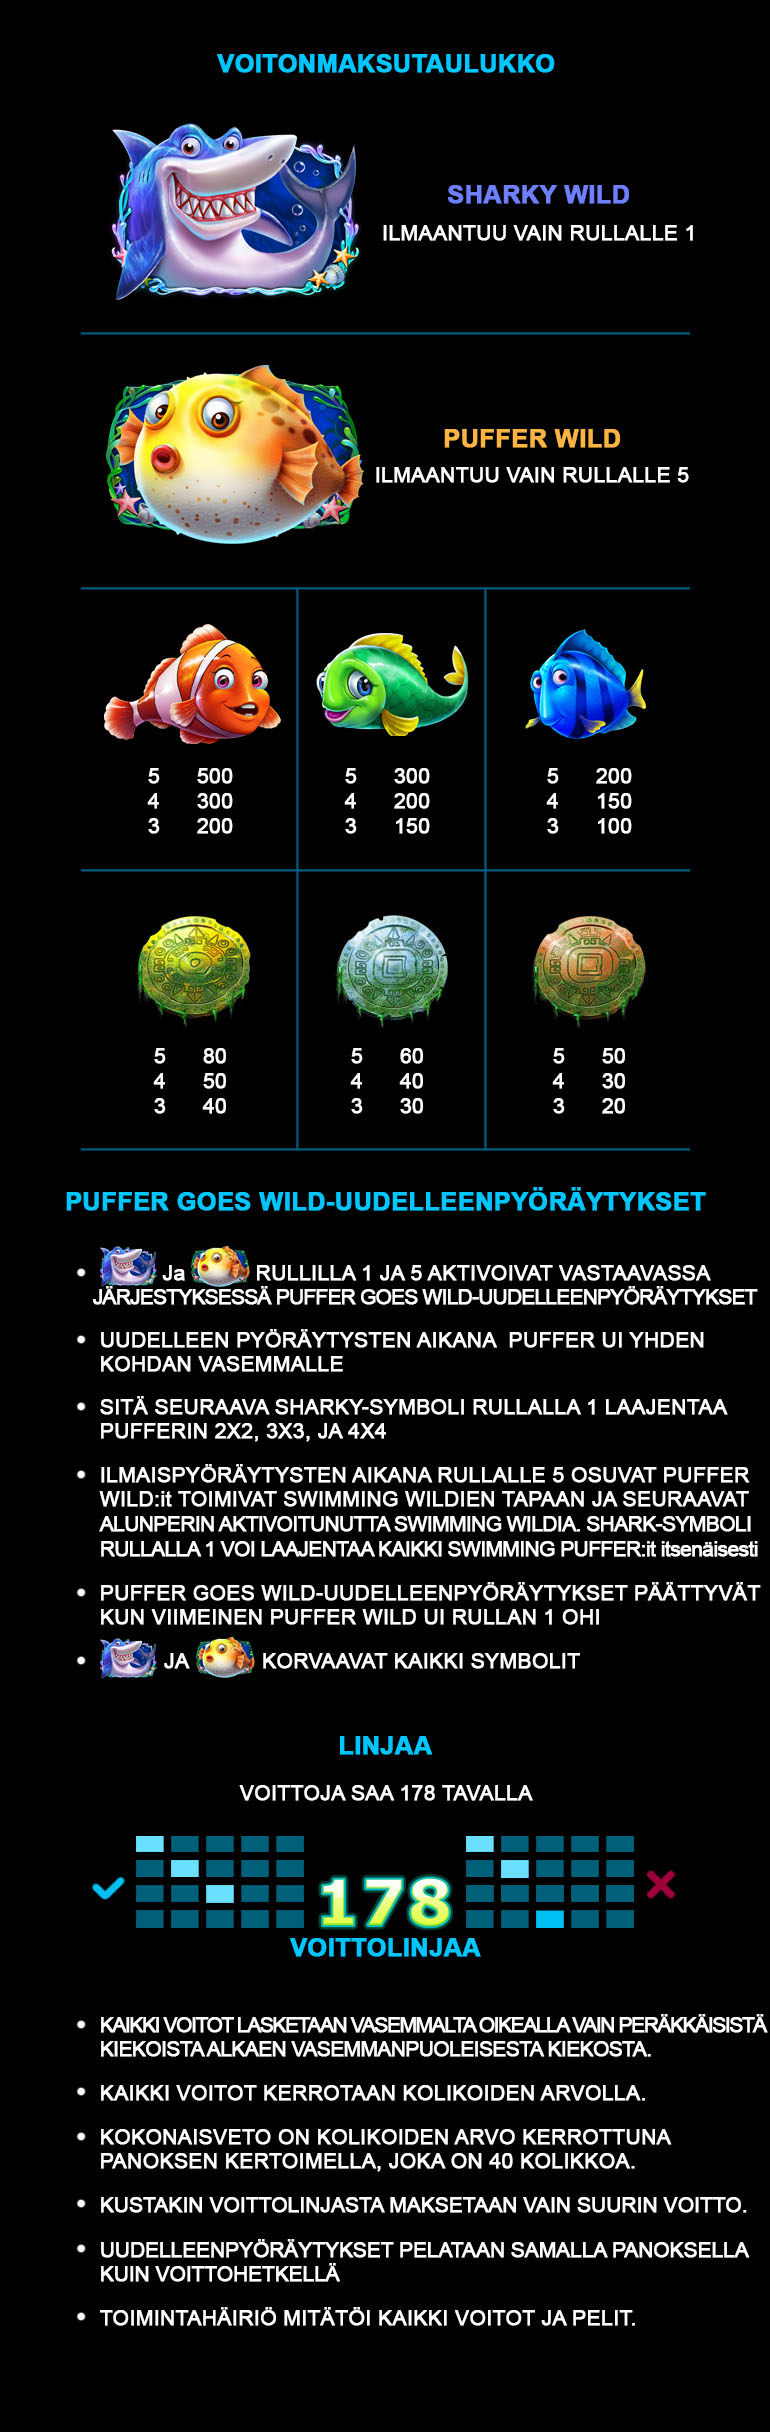 VOITONMAKSUTAULUKKO
SHARKY WILD
ILMAANTUU VAIN RULLALLE 1
PUFFER WILD
ILMAANTUU VAIN RULLALLE 5
5 500 5 300 5 200
4 300 4 200 4 150
3 200 3 150 3 100
5 80 5 60 5 50
4 50 4 40 4 30
3 40 3 30 3 20
PUFFER GOES WILD-UUDELLEENPYÖRÄYTYKSET
• Ja RULLILLA 1 JA 5 AKTIVOIVAT VASTAAVASSA
JÄRJESTYKSESSÄ PUFFER GOES WILD-UUDELLEENPYÖRÄYTYKSET
• UUDELLEEN PYÖRÄYTYSTEN AIKANA PUFFER UI YHDEN
KOHDAN VASEMMALLE
• SITÄ SEURAAVA SHARKY-SYMBOLI RULLALLA 1 LAAJENTAA
PUFFERIN 2X2, 3X3, JA 4X4
• ILMAISPYÖRÄYTYSTEN AIKANA RULLALLE 5 OSUVAT PUFFER
WILD:it TOIMIVAT SWIMMING WILDIEN TAPAAN JA SEURAAVAT
ALUNPERIN AKTIVOITUNUTTA SWIMMING WILDIA. SHARK-SYMBOLI
RULLALLA 1 VOI LAAJENTAA KAIKKI SWIMMING PUFFER:it itsenäisesti
• PUFFER GOES WILD-UUDELLEENPYÖRÄYTYKSET PÄÄTTYVÄT
KUN VIIMEINEN PUFFER WILD UI RULLAN 1 OHI
• JA KORVAAVAT KAIKKI SYMBOLIT
LINJAA
VOITTOJA SAA 178 TAVALLA
178
VOITTOLINJAA
• KAIKKI VOITOT LASKETAAN VASEMMALTA OIKEALLA VAIN PERÄKKÄISISTÄ
KIEKOISTA ALKAEN VASEMMANPUOLEISESTA KIEKOSTA.
• KAIKKI VOITOT KERROTAAN KOLIKOIDEN ARVOLLA.
• KOKONAISVETO ON KOLIKOIDEN ARVO KERROTTUNA
PANOKSEN KERTOIMELLA, JOKA ON 40 KOLIKKOA.
• KUSTAKIN VOITTOLINJASTA MAKSETAAN VAIN SUURIN VOITTO.
• UUDELLEENPYÖRÄYTYKSET PELATAAN SAMALLA PANOKSELLA
KUIN VOITTOHETKELLÄ
• TOIMINTAHÄIRIÖ MITÄTÖI KAIKKI VOITOT JA PELIT.